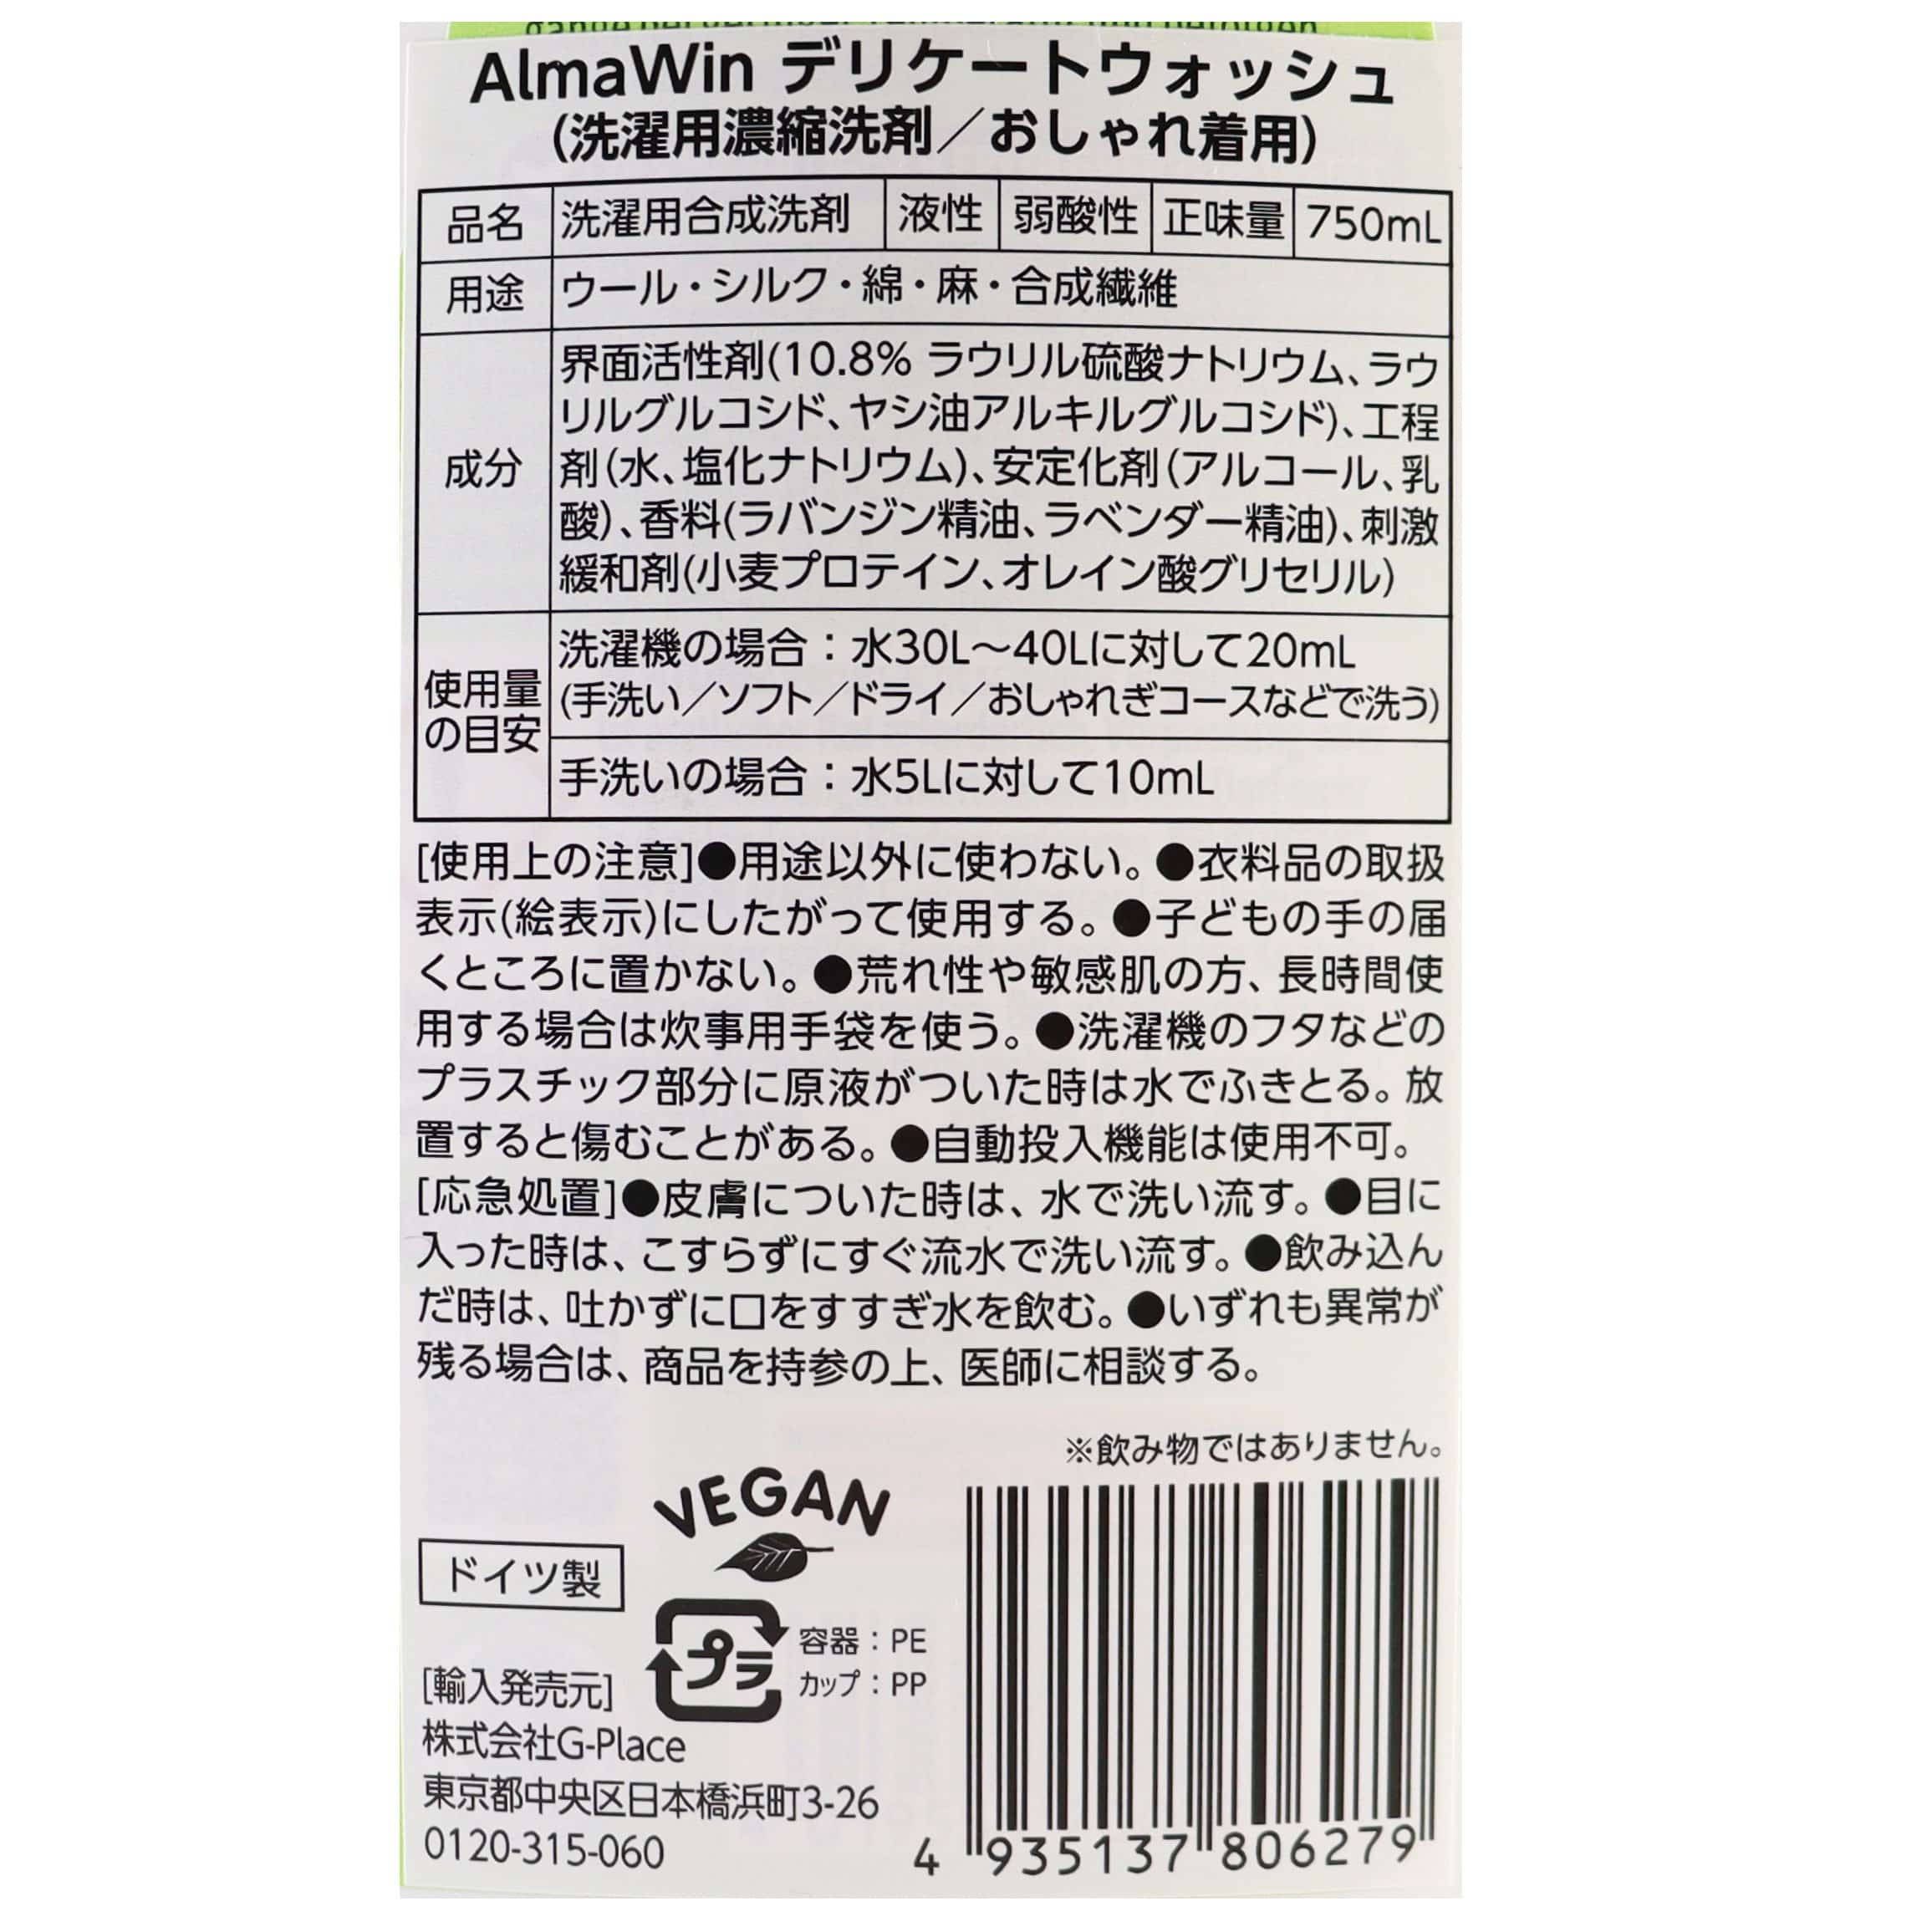 AlmaWin デリケートウォッシュ
(洗濯用濃縮洗剤／おしゃれ着用)
品名 洗濯用合成洗剤 液性 弱酸性 正味量 750mL
用途 ウール・シルク・綿・麻・合成繊維
成分
界面活性剤(10.8% ラウリル硫酸ナトリウム、ラウ
リルグルコシド、ヤシ油アルキルグルコシド)、工程
剤(水、塩化ナトリウム)、安定化剤(アルコール、乳
酸)、香料(ラバンジン精油、ラベンダー精油)、刺激
緩和剤(小麦プロテイン、オレイン酸グリセリル)
使用量
の目安
洗濯機の場合：水30L～40Lに対して20mL
(手洗い／ソフト／ドライ／おしゃれぎコースなどで洗う)
手洗いの場合：水5Lに対して10mL
[使用上の注意]●用途以外に使わない。●衣料品の取扱
表示(絵表示)にしたがって使用する。●子どもの手の届
くところに置かない。●荒れ性や敏感肌の方、長時間使
用する場合は炊事用手袋を使う。●洗濯機のフタなどの
プラスチック部分に原液がついた時は水でふきとる。放
置すると傷むことがある。●自動投入機能は使用不可。
[応急処置]●皮膚についた時は、水で洗い流す。●目に
入った時は、こすらずにすぐ流水で洗い流す。●飲み込ん
だ時は、吐かずに口をすすぎ水を飲む。●いずれも異常が
残る場合は、商品を持参の上、医師に相談する。
※飲み物ではありません。
VEGAN
ドイツ製
プラ
容器：PE
カップ：PP
[輸入発売元]
株式会社G-Place
東京都中央区日本橋浜町3-26
0120-315-060
4 935137 806279